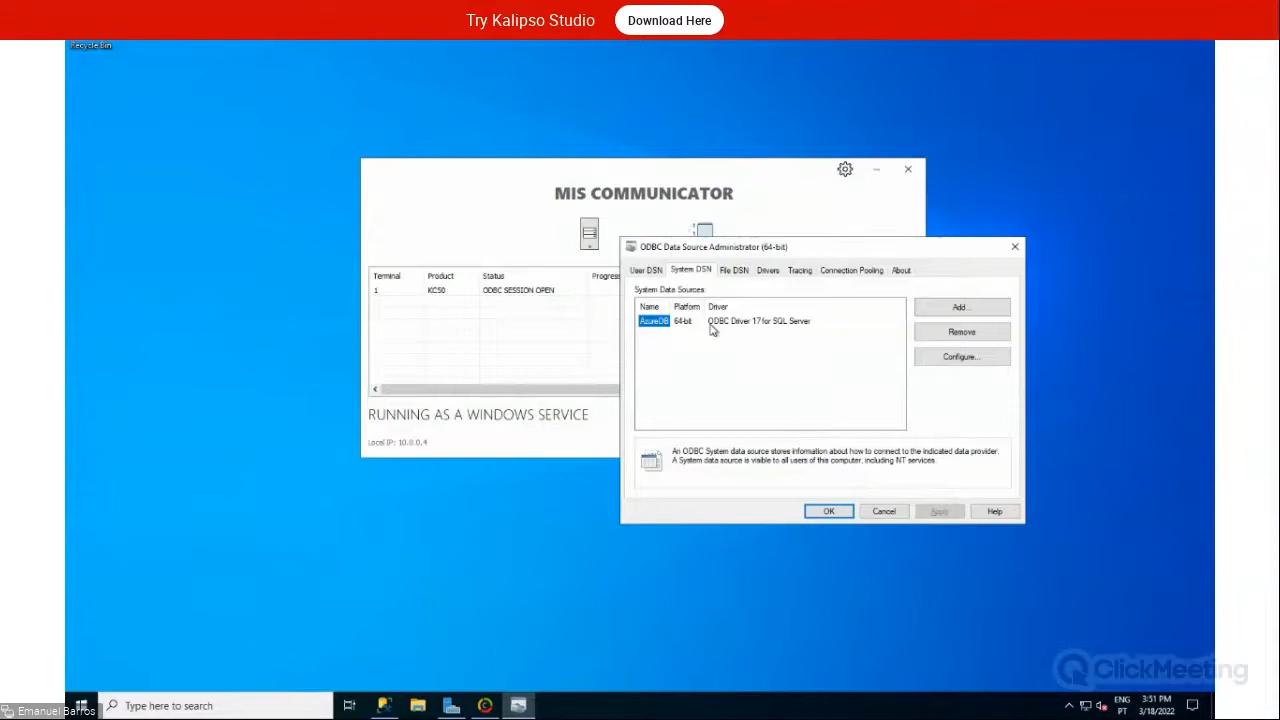 Try Kalipso Studio
Download Here
Recycle Bin
MIS COMMUNICATOR
Terminal Product Status Progress
1 KC50 ODBC SESSION OPEN
RUNNING AS A WINDOWS SERVICE
Local IP: 10.0.0.4
ODBC Data Source Administrator (64-bit)
User DSN System DSN File DSN Drivers Tracing Connection Pooling About
System Data Sources:
Name Platform Driver
AzureDB 64-bit ODBC Driver 17 for SQL Server
Add...
Remove
Configure...
An ODBC System data source stores information about how to connect to the indicated data provider.
A System data source is visible to all users of this computer, including NT services.
OK Cancel Apply Help
ClickMeeting
Emanuel Barros
Type here to search
ENG
PT
3:51 PM
3/18/2022